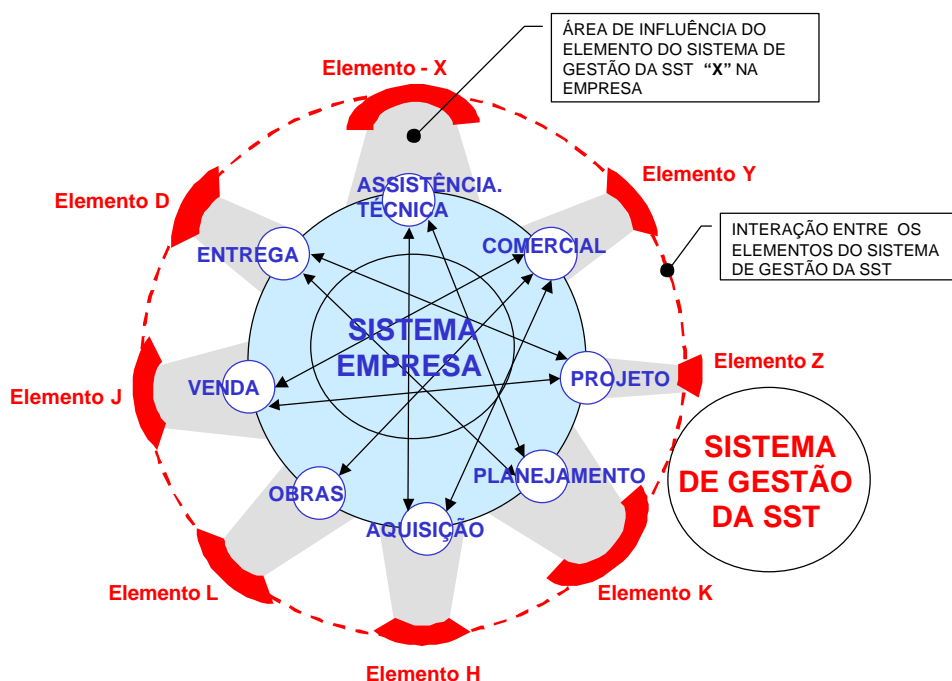 ÁREA DE INFLUÊNCIA DO
ELEMENTO DO SISTEMA DE
GESTÃO DA SST “X” NA
EMPRESA
Elemento - X
Elemento Y
Elemento D
INTERAÇÃO ENTRE OS
ELEMENTOS DO SISTEMA
DE GESTÃO DA SST
ASSISTÊNCIA.
TÉCNICA
COMERCIAL
ENTREGA
SISTEMA
EMPRESA
Elemento Z
PROJETO
VENDA
Elemento J
SISTEMA
DE GESTÃO
DA SST
PLANEJAMENTO
OBRAS
AQUISIÇÃO
Elemento L
Elemento K
Elemento H